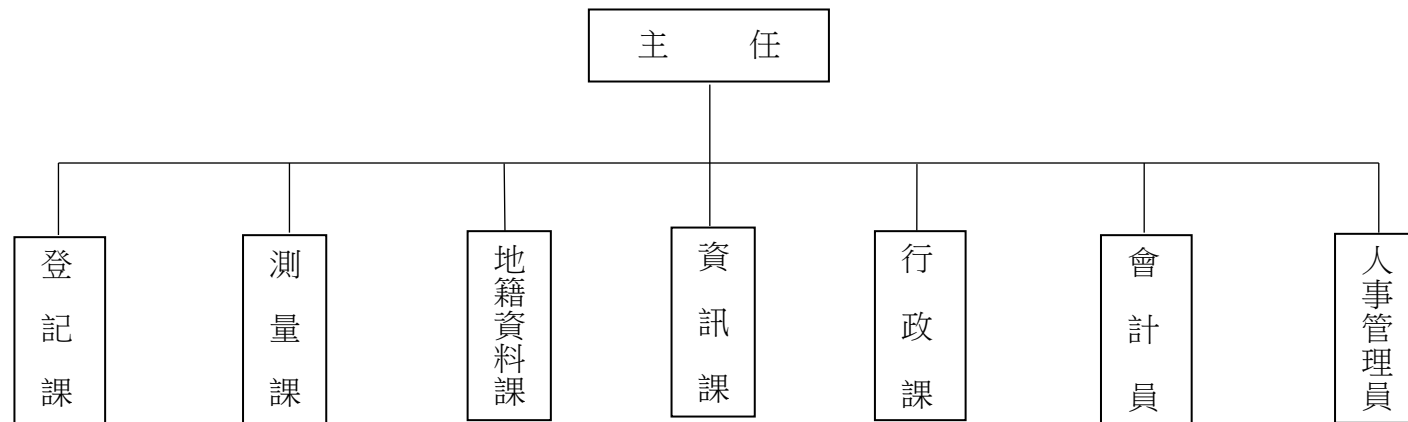 主 任
登記課
測量課
地籍資料課
資訊課
行政課
會計員
人事管理員